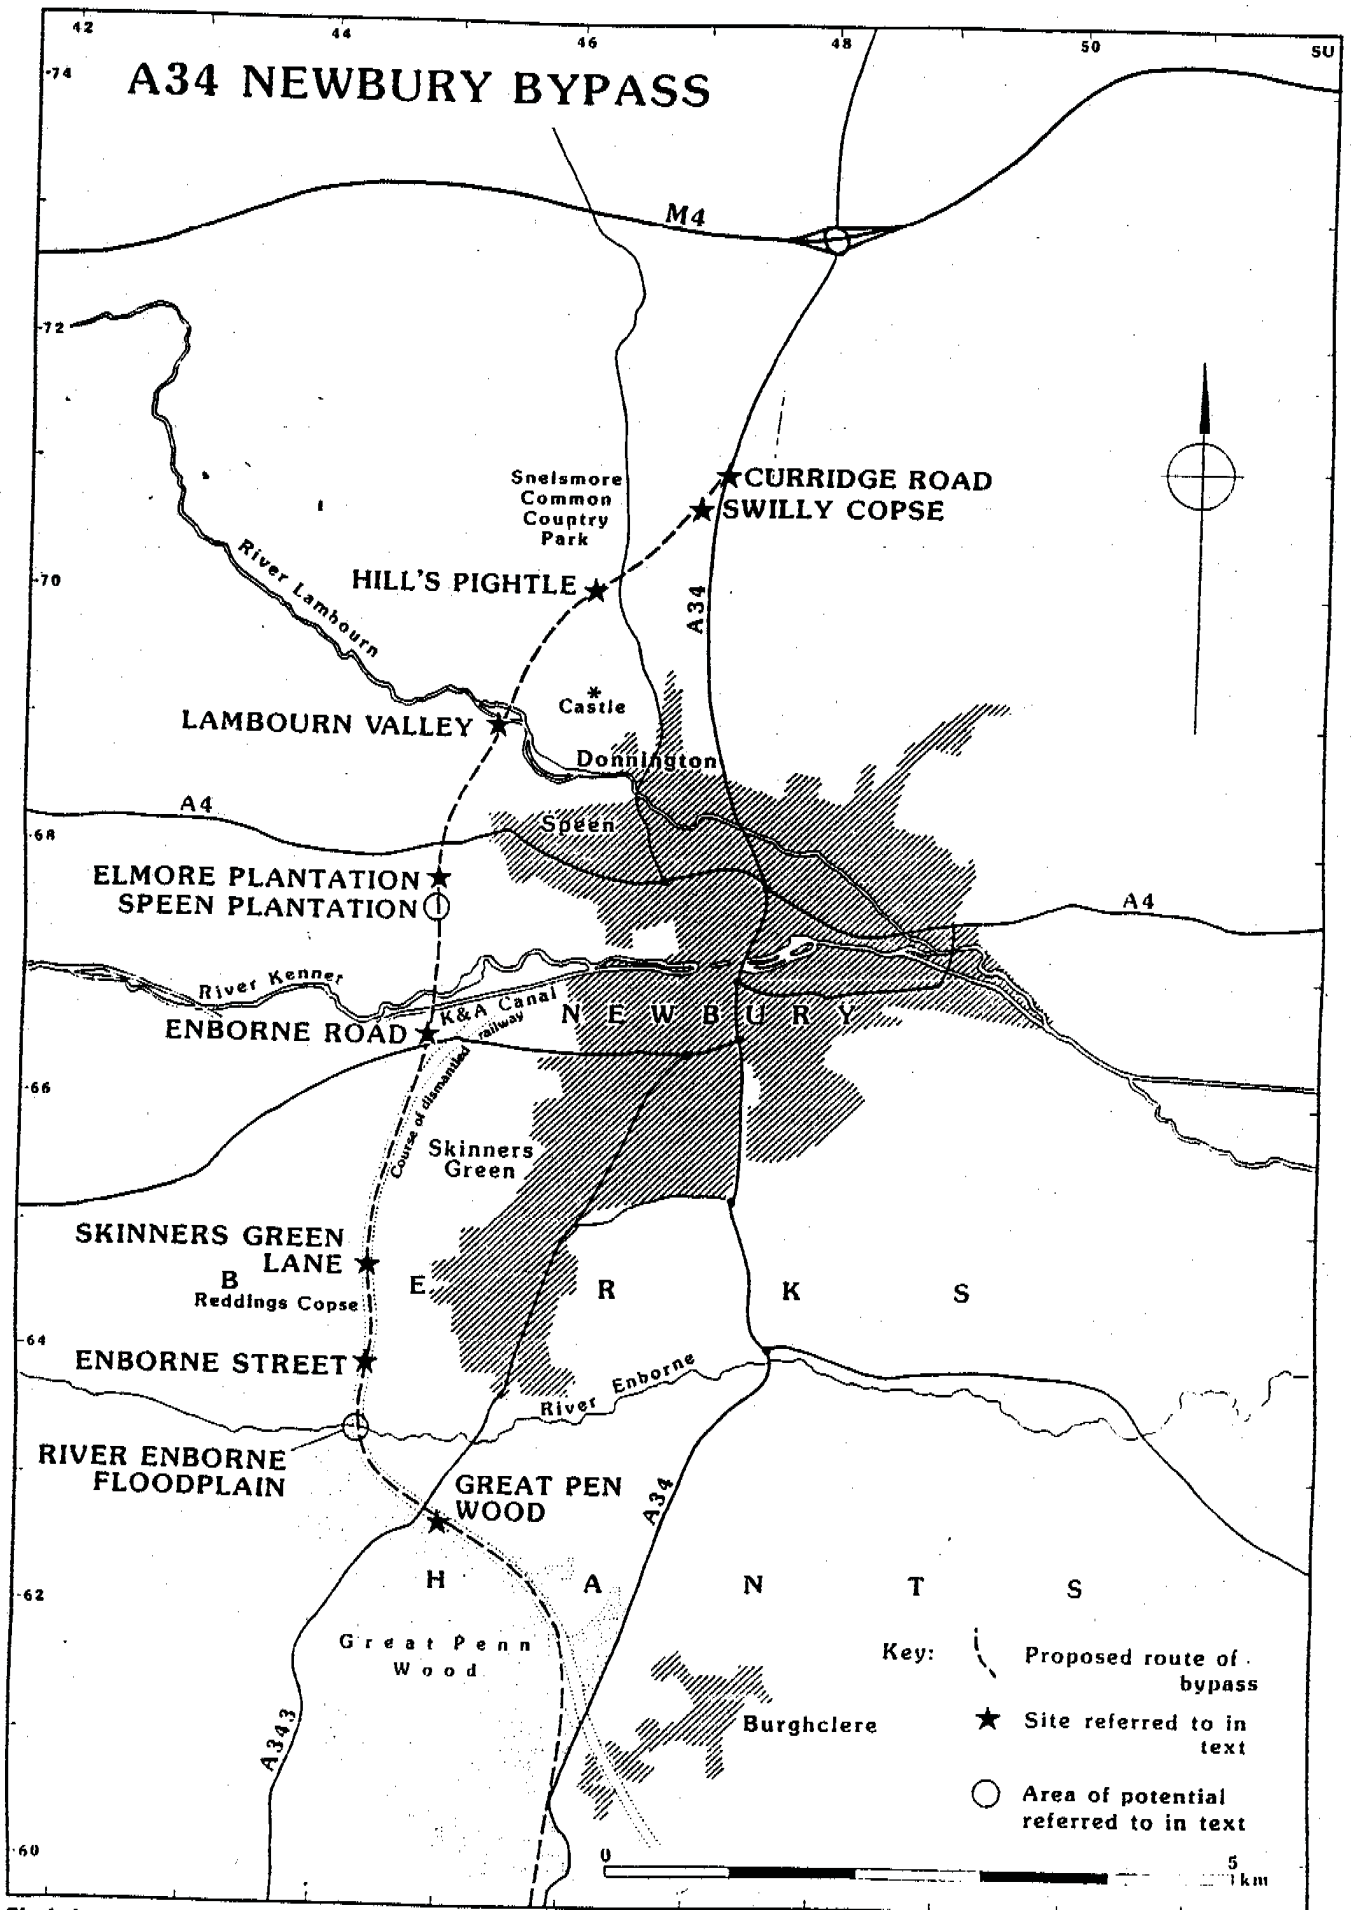 42 44 46 48 50 SU
74
A34 NEWBURY BYPASS
M4
72
Snelsmore
Common
Country
Park
CURRIDGE ROAD
SWILLY COPSE
River Lambourn
70
HILL'S PIGHTLE
A34
Castle
LAMBOURN VALLEY
Donnington
A4
Speen
68
ELMORE PLANTATION
SPEEN PLANTATION
A4
River Kenner
K&A Canal
railway
NEWBURY
ENBORNE ROAD
Course of dismantled
66
Skinners
Green
SKINNERS GREEN
LANE
B E R K S
Reddings Copse
64
ENBORNE STREET
River Enborne
RIVER ENBORNE
FLOODPLAIN
GREAT PEN
WOOD
A34
62
H A N T S
Great Penn
Wood
Key:
Proposed route of
bypass
A343
Burghclere
Site referred to in
text
Area of potential
referred to in text
60
0 5
km